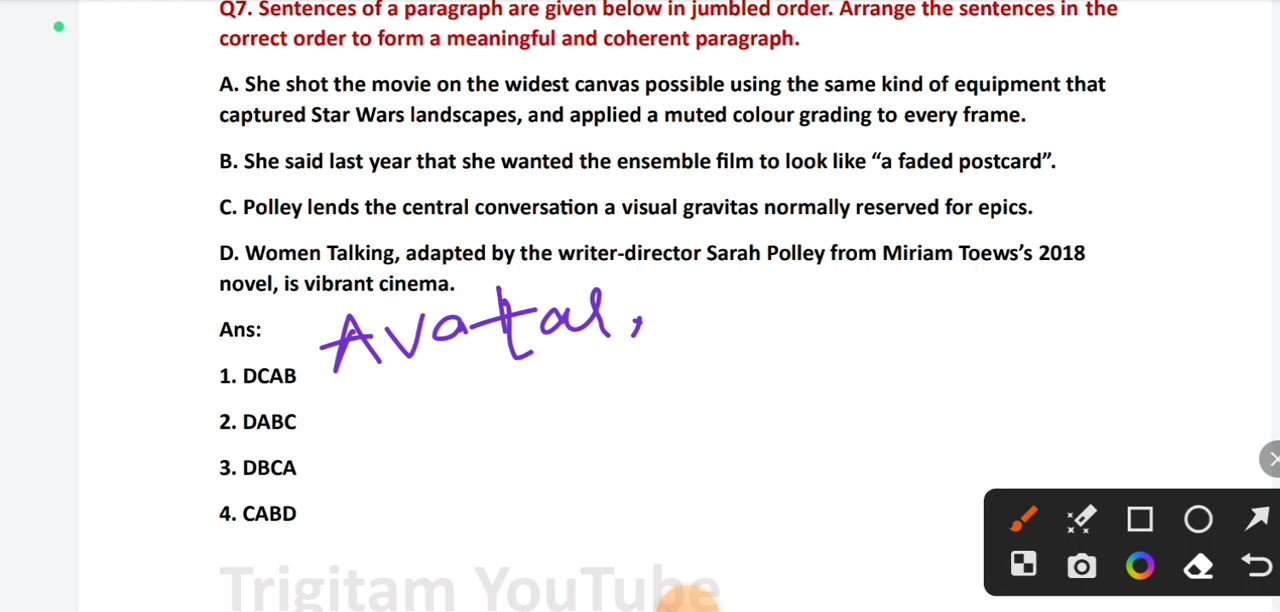 Q7. Sentences of a paragraph are given below in jumbled order. Arrange the sentences in the
correct order to form a meaningful and coherent paragraph.
A. She shot the movie on the widest canvas possible using the same kind of equipment that
captured Star Wars landscapes, and applied a muted colour grading to every frame.
B. She said last year that she wanted the ensemble film to look like “a faded postcard”.
C. Polley lends the central conversation a visual gravitas normally reserved for epics.
D. Women Talking, adapted by the writer-director Sarah Polley from Miriam Toews’s 2018
novel, is vibrant cinema.
Ans:
Avatar,
1. DCAB
2. DABC
3. DBCA
4. CABD
Trigitam YouTube